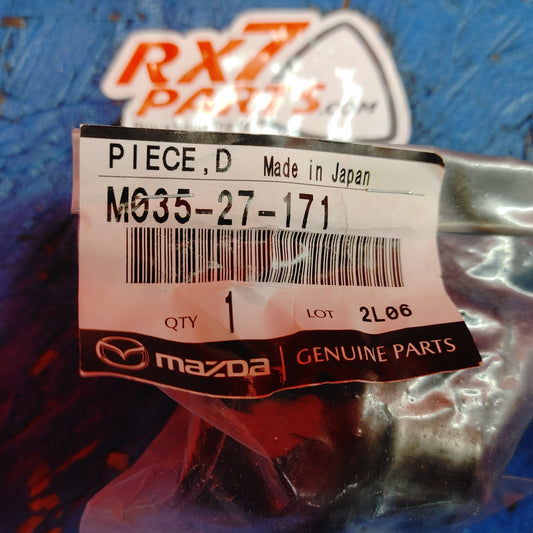 RX7
PARTS.COM
PIECE,D Made in Japan
M035-27-171
QTY 1 LOT 2L06
mazda GENUINE PARTS